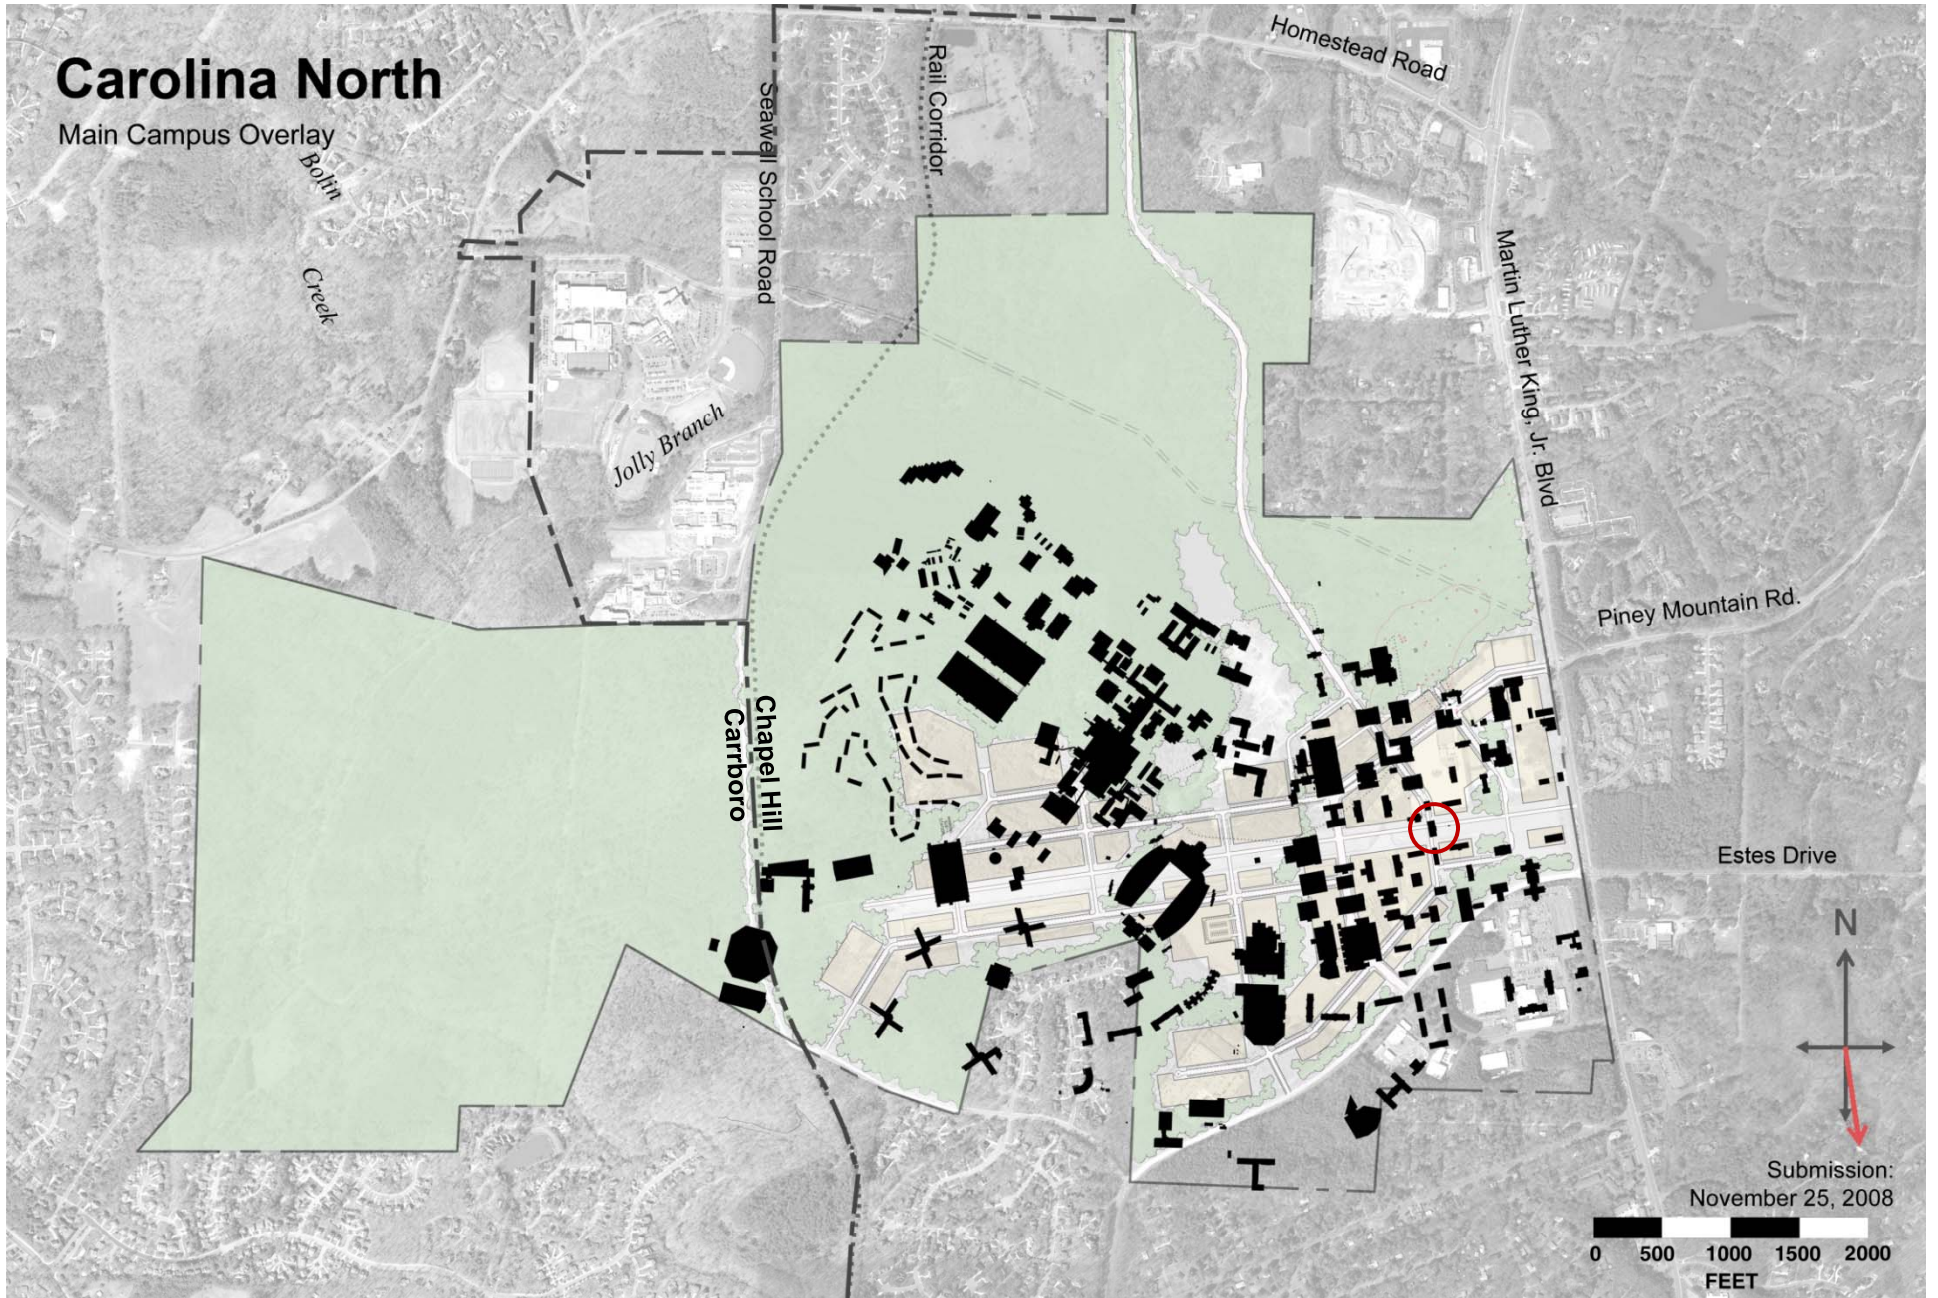 Carolina North
Main Campus Overlay
Bolin
Creek
Seawell School Road
Rail Corridor
Homestead Road
Martin Luther King, Jr. Blvd
Jolly Branch
Piney Mountain Rd.
Chapel Hill
Carrboro
Estes Drive
N
Submission:
November 25, 2008
0 500 1000 1500 2000
FEET